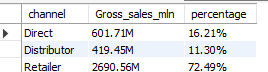 channel Gross_sales_mln percentage
Direct 601.71M 16.21%
Distributor 419.45M 11.30%
Retailer 2690.56M 72.49%